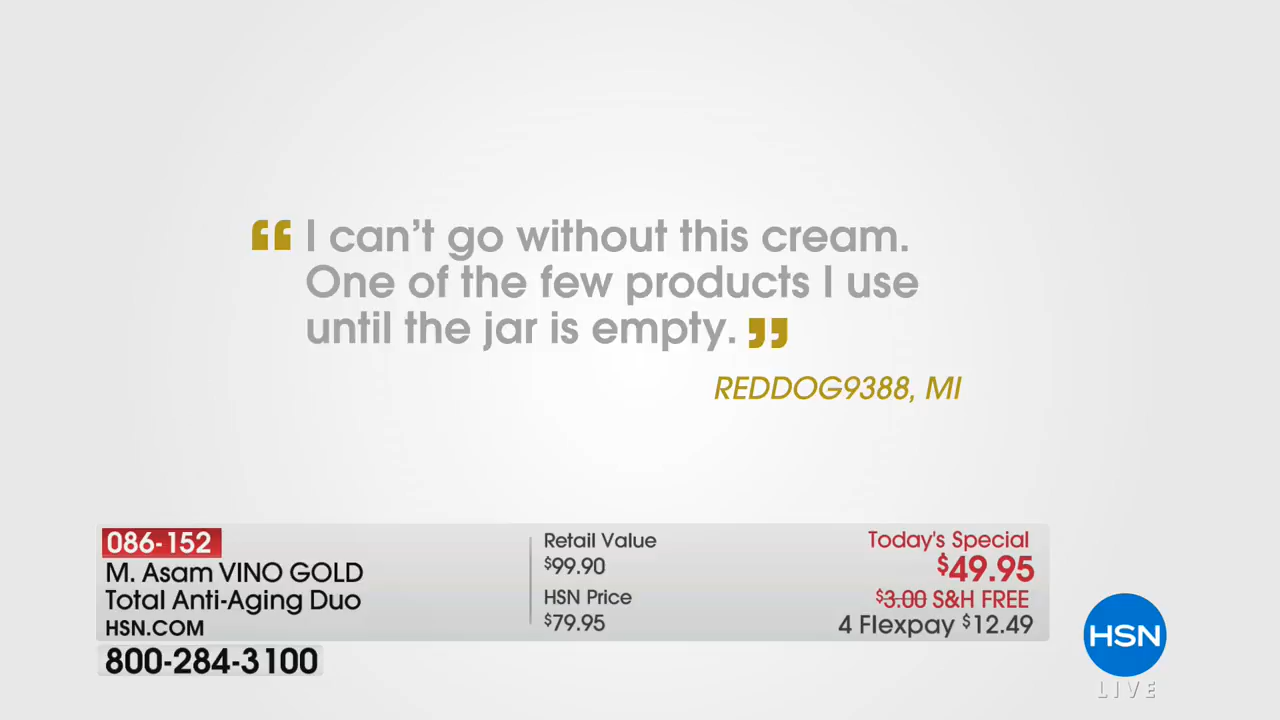 “ I can't go without this cream.
One of the few products I use
until the jar is empty. ”
REDDOG9388, MI
086-152
M. Asam VINO GOLD
Total Anti-Aging Duo
HSN.COM
800-284-3100
Retail Value
$99.90
HSN Price
$79.95
Today's Special
$49.95
$3.00 S&H FREE
4 Flexpay $12.49
HSN
LIVE